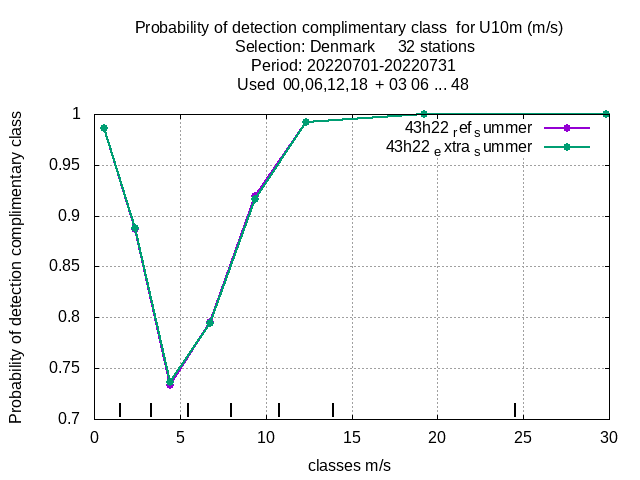 Probability of detection complimentary class for U10m (m/s)
Selection: Denmark 32 stations
Period: 20220701-20220731
Used 00,06,12,18 + 03 06 ... 48
Probability of detection complimentary class
1
0.95
0.9
0.85
0.8
0.75
0.7
43h22 ref summer
43h22 extra summer
0 5 10 15 20 25 30
classes m/s